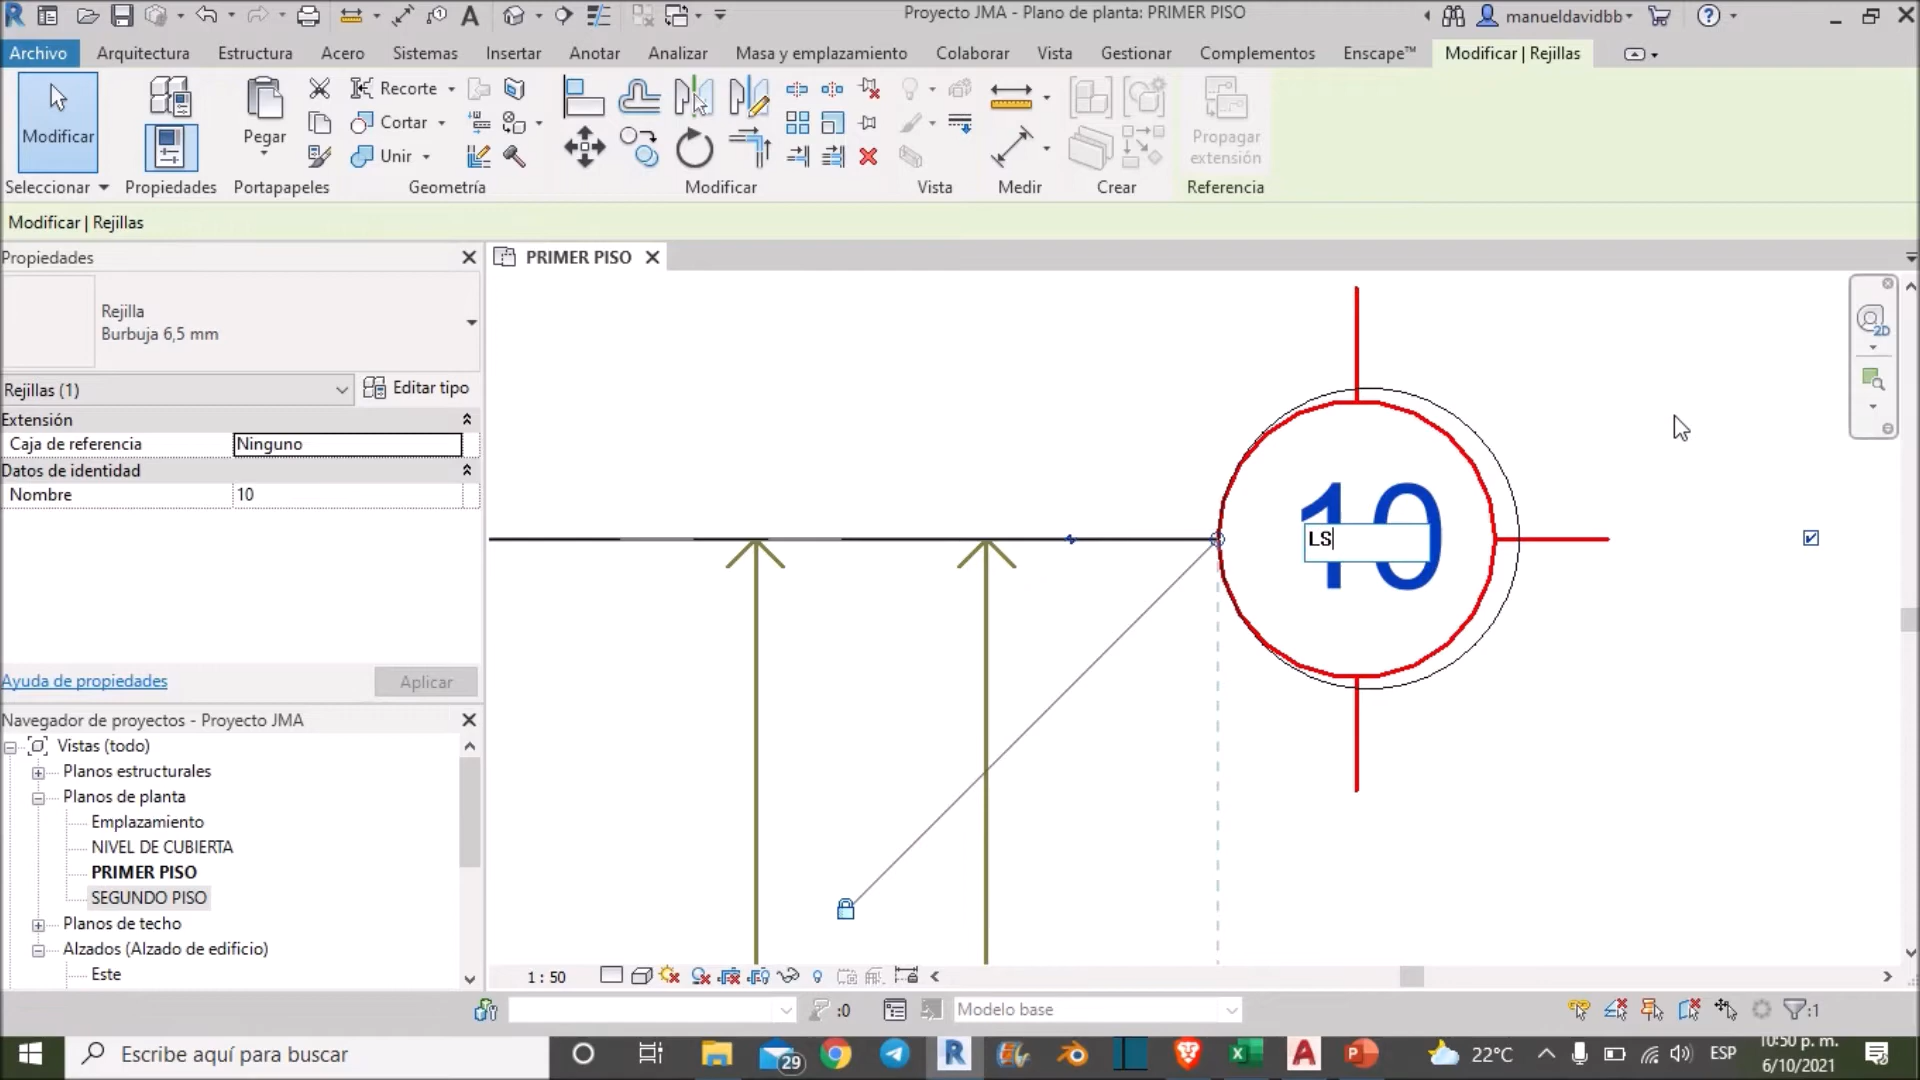 Proyecto JMA - Plano de planta: PRIMER PISO
manueldavidbb
Archivo Arquitectura Estructura Acero Sistemas Insertar Anotar Analizar Masa y emplazamiento Colaborar Vista Gestionar Complementos Enscape™ Modificar | Rejillas
Modificar
Pegar
Recorte
Cortar
Unir
Propagar
extensión
Seleccionar Propiedades Portapapeles Geometría Modificar Vista Medir Crear Referencia
Modificar | Rejillas
Propiedades
PRIMER PISO
Rejilla
Burbuja 6,5 mm
Rejillas (1)
Editar tipo
Extensión
Caja de referencia Ninguno
Datos de identidad
Nombre 10
Ayuda de propiedades
Aplicar
Navegador de proyectos - Proyecto JMA
Vistas (todo)
Planos estructurales
Planos de planta
Emplazamiento
NIVEL DE CUBIERTA
PRIMER PISO
SEGUNDO PISO
Planos de techo
Alzados (Alzado de edificio)
Este
10
LS
2D
1 : 50
:0
Modelo base
:1
Escribe aquí para buscar
29
22°C
ESP
10:50 p. m.
6/10/2021